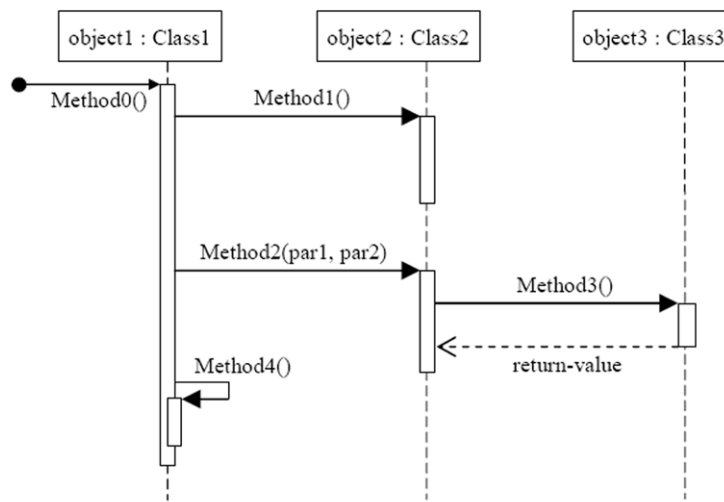 object1 : Class1
object2 : Class2
object3 : Class3
Method0()
Method1()
Method2(par1, par2)
Method3()
return-value
Method4()